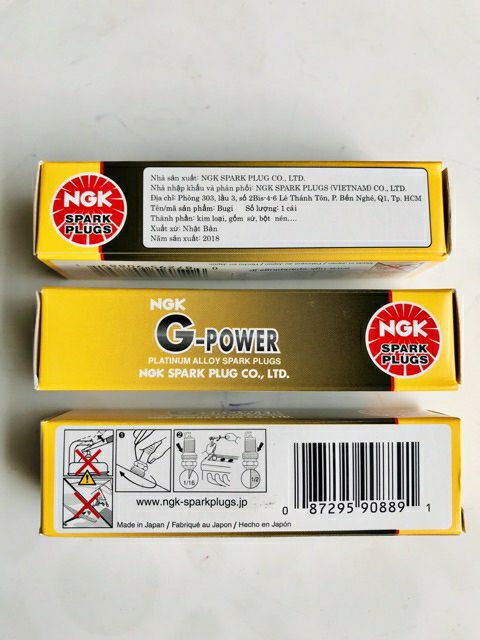 NGK
SPARK
PLUGS
Nhà sản xuất: NGK SPARK PLUG CO., LTD.
Nhà nhập khẩu và phân phối: NGK SPARK PLUGS (VIETNAM) CO., LTD.
Địa chỉ: Phòng 303, lầu 3, số 2Bis-4-6 Lê Thánh Tôn, P. Bến Nghé, Q1, Tp. HCM
Tên/mã sản phẩm: Bugi Số lượng: 1 cái
Thành phần: kim loại, gốm sứ, bột nén....
Xuất xứ: Nhật Bản
Năm sản xuất: 2018
NGK
G-POWER
PLATINUM ALLOY SPARK PLUGS
NGK SPARK PLUG CO., LTD.
NGK
SPARK
PLUGS
1
2
1/16
1/2
www.ngk-sparkplugs.jp
Made in Japan / Fabriqué au Japon / Hecho en Japón
0 87295 90889 1